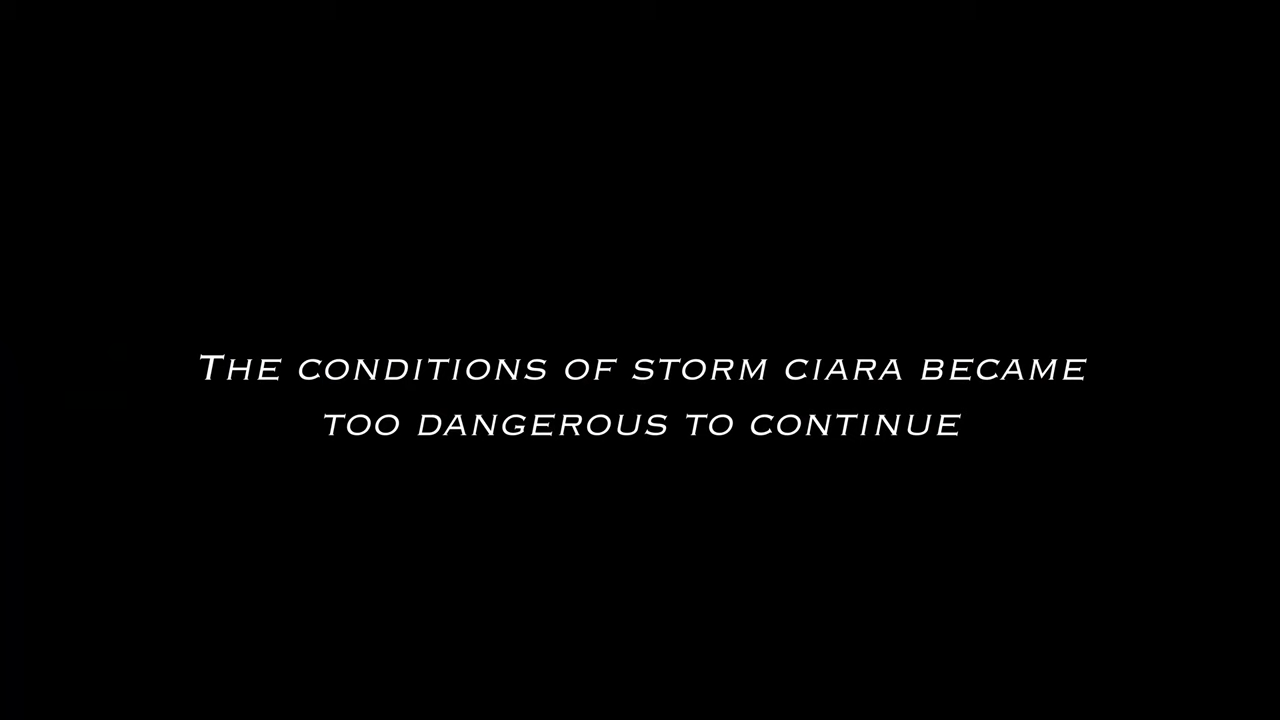 The conditions of storm ciara became
too dangerous to continue